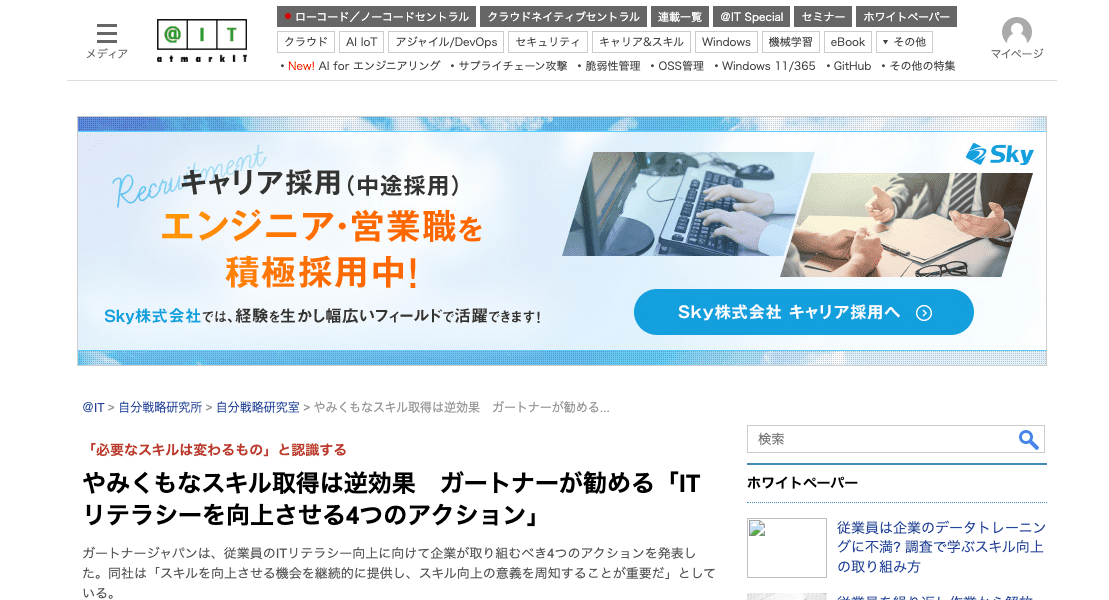 メディア
@ I T
atmarkIT
ローコード／ノーコードセントラル クラウドネイティブセントラル 連載一覧 @IT Special セミナー ホワイトペーパー
クラウド AI IoT アジャイル/DevOps セキュリティ キャリア&スキル Windows 機械学習 eBook ▼ その他
・New! AI for エンジニアリング ・サプライチェーン攻撃 ・脆弱性管理 ・OSS管理 ・Windows 11/365 ・GitHub ・その他の特集
マイページ
Recruitment
キャリア採用（中途採用）
エンジニア・営業職を
積極採用中！
Sky株式会社では、経験を生かし幅広いフィールドで活躍できます！
Sky
Sky株式会社 キャリア採用へ
@IT > 自分戦略研究所 > 自分戦略研究室 > やみくもなスキル取得は逆効果　ガートナーが勧める...
「必要なスキルは変わるもの」と認識する
やみくもなスキル取得は逆効果　ガートナーが勧める「IT
リテラシーを向上させる4つのアクション」
ガートナージャパンは、従業員のITリテラシー向上に向けて企業が取り組むべき4つのアクションを発表し
た。同社は「スキルを向上させる機会を継続的に提供し、スキル向上の意義を周知することが重要だ」として
いる。
検索
ホワイトペーパー
従業員は企業のデータトレーニン
グに不満? 調査で学ぶスキル向上
の取り組み方
従業員を繰り返し作業から解放